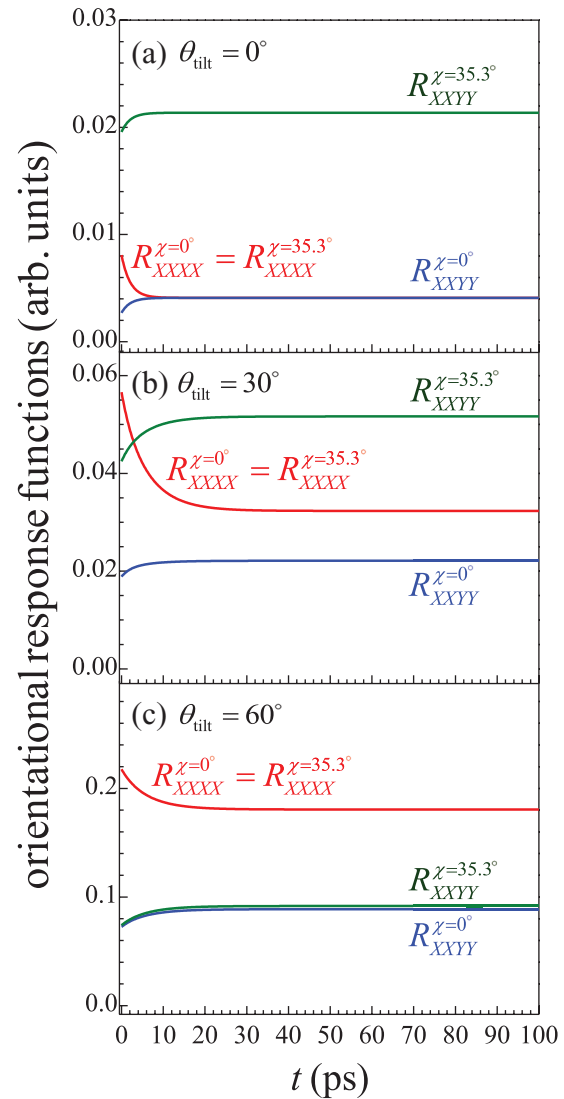 orientational response functions (arb. units)
0.03
0.02
0.01
0.00
(a) θtilt = 0°
R^χ=35.3°_XXYY
R^χ=0°_XXXX = R^χ=35.3°_XXXX
R^χ=0°_XXYY
0.06
0.04
0.02
0.00
(b) θtilt = 30°
R^χ=35.3°_XXYY
R^χ=0°_XXXX = R^χ=35.3°_XXXX
R^χ=0°_XXYY
0.2
0.1
0.0
(c) θtilt = 60°
R^χ=0°_XXXX = R^χ=35.3°_XXXX
R^χ=35.3°_XXYY
R^χ=0°_XXYY
0 10 20 30 40 50 60 70 80 90 100
t (ps)